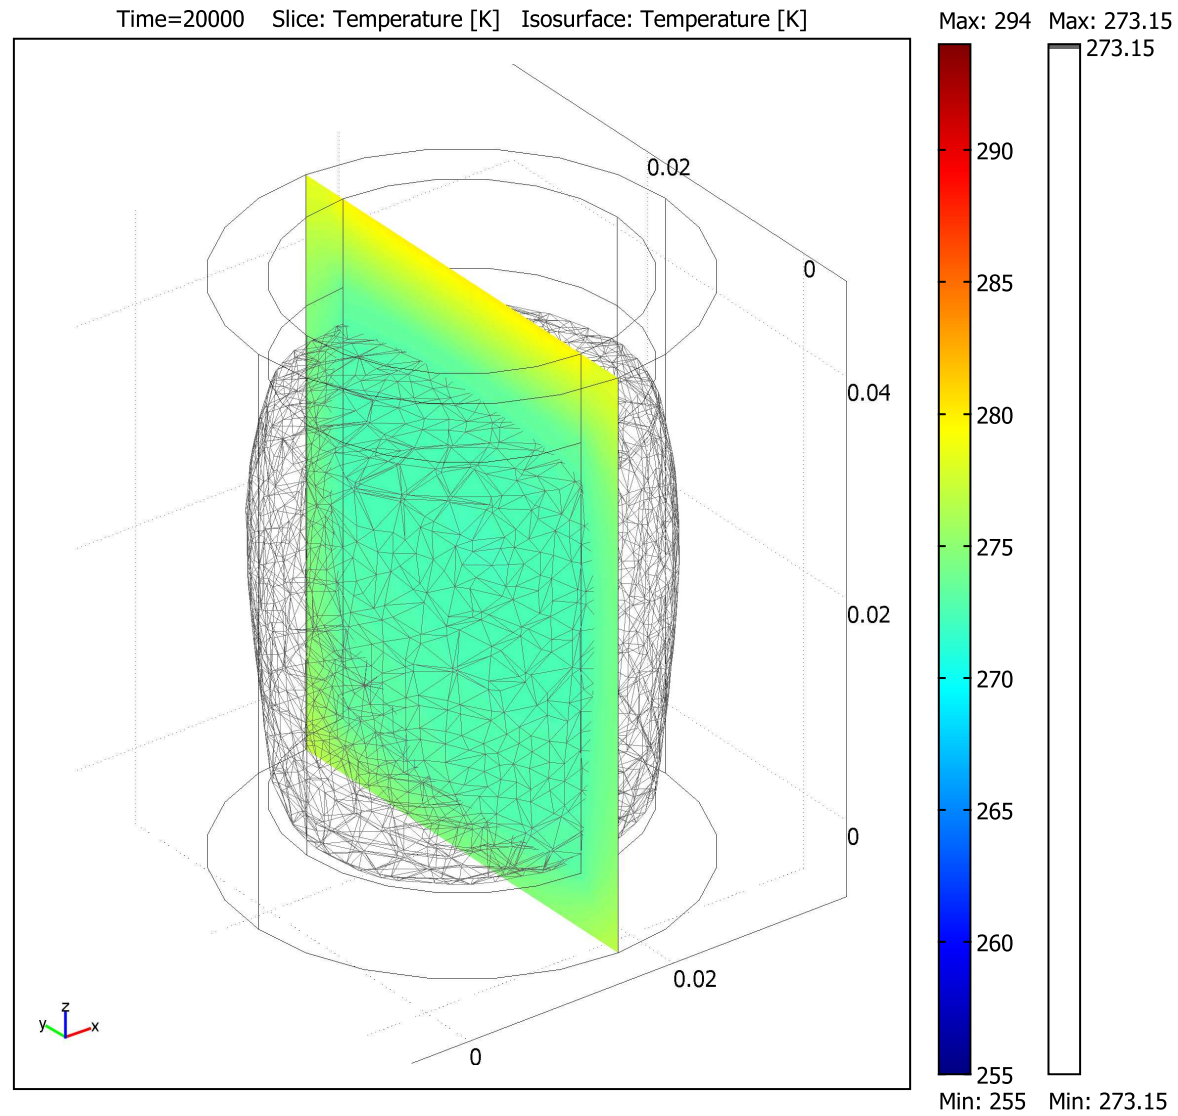 Time=20000 Slice: Temperature [K] Isosurface: Temperature [K]
Max: 294 Max: 273.15
273.15
290
285
280
275
270
265
260
255
Min: 255 Min: 273.15
0.02
0
0.04
0.02
0
0.02
0
z
y
x